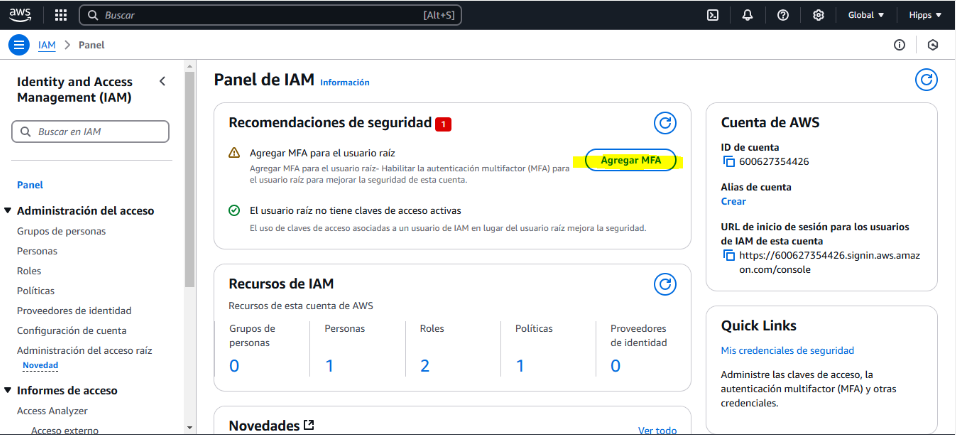 aws
Buscar
[Alt+S]
Global
Hipps
IAM
Panel
Identity and Access
Management (IAM)
Buscar en IAM
Panel
Administración del acceso
Grupos de personas
Personas
Roles
Políticas
Proveedores de identidad
Configuración de cuenta
Administración del acceso raíz
Novedad
Informes de acceso
Access Analyzer
Acceso externo
Panel de IAM
Información
Recomendaciones de seguridad
1
Agregar MFA para el usuario raíz
Agregar MFA para el usuario raíz- Habilitar la autenticación multifactor (MFA) para
el usuario raíz para mejorar la seguridad de esta cuenta.
Agregar MFA
El usuario raíz no tiene claves de acceso activas
El uso de claves de acceso asociadas a un usuario de IAM en lugar del usuario raíz mejora la seguridad.
Recursos de IAM
Recursos de esta cuenta de AWS
Grupos de
personas
0
Personas
1
Roles
2
Políticas
1
Proveedores
de identidad
0
Novedades
Ver todo
Cuenta de AWS
ID de cuenta
600627354426
Alias de cuenta
Crear
URL de inicio de sesión para los usuarios
de IAM de esta cuenta
https://600627354426.signin.aws.amaz
on.com/console
Quick Links
Mis credenciales de seguridad
Administre las claves de acceso, la
autenticación multifactor (MFA) y otras
credenciales.